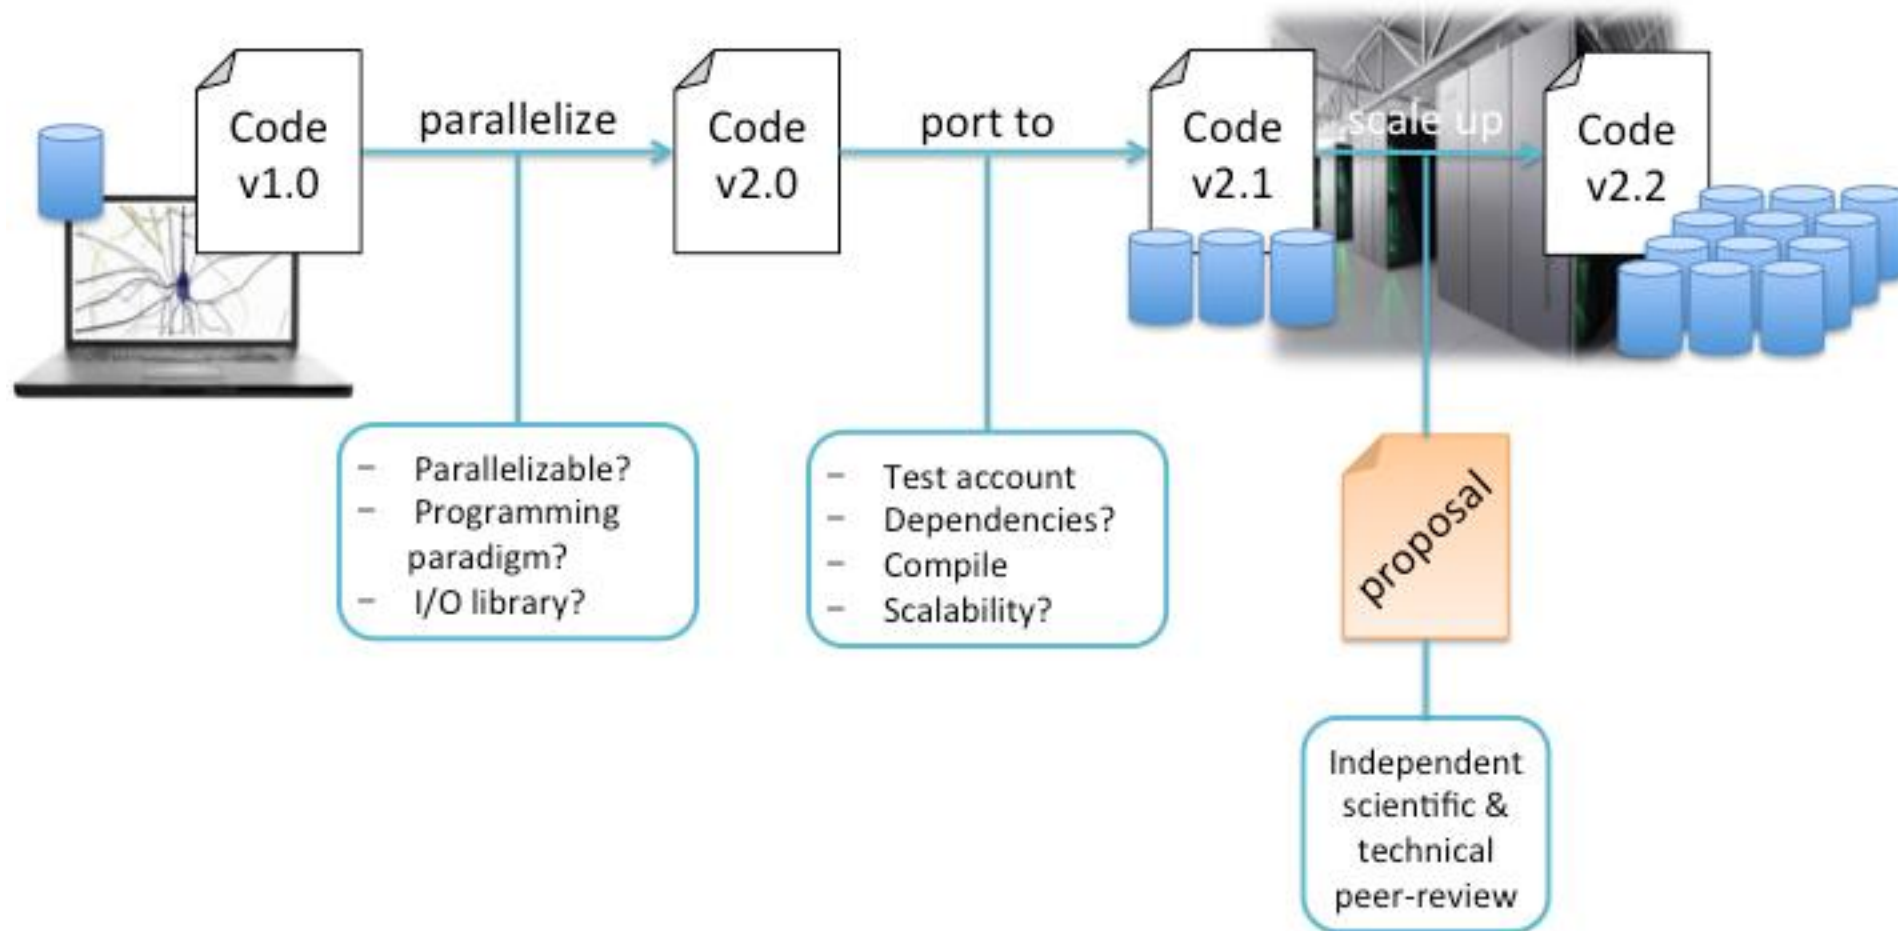 Code
v1.0
parallelize
Code
v2.0
port to
Code
v2.1
scale up
Code
v2.2
– Parallelizable?
– Programming
paradigm?
– I/O library?
– Test account
– Dependencies?
– Compile
– Scalability?
proposal
Independent
scientific &
technical
peer-review